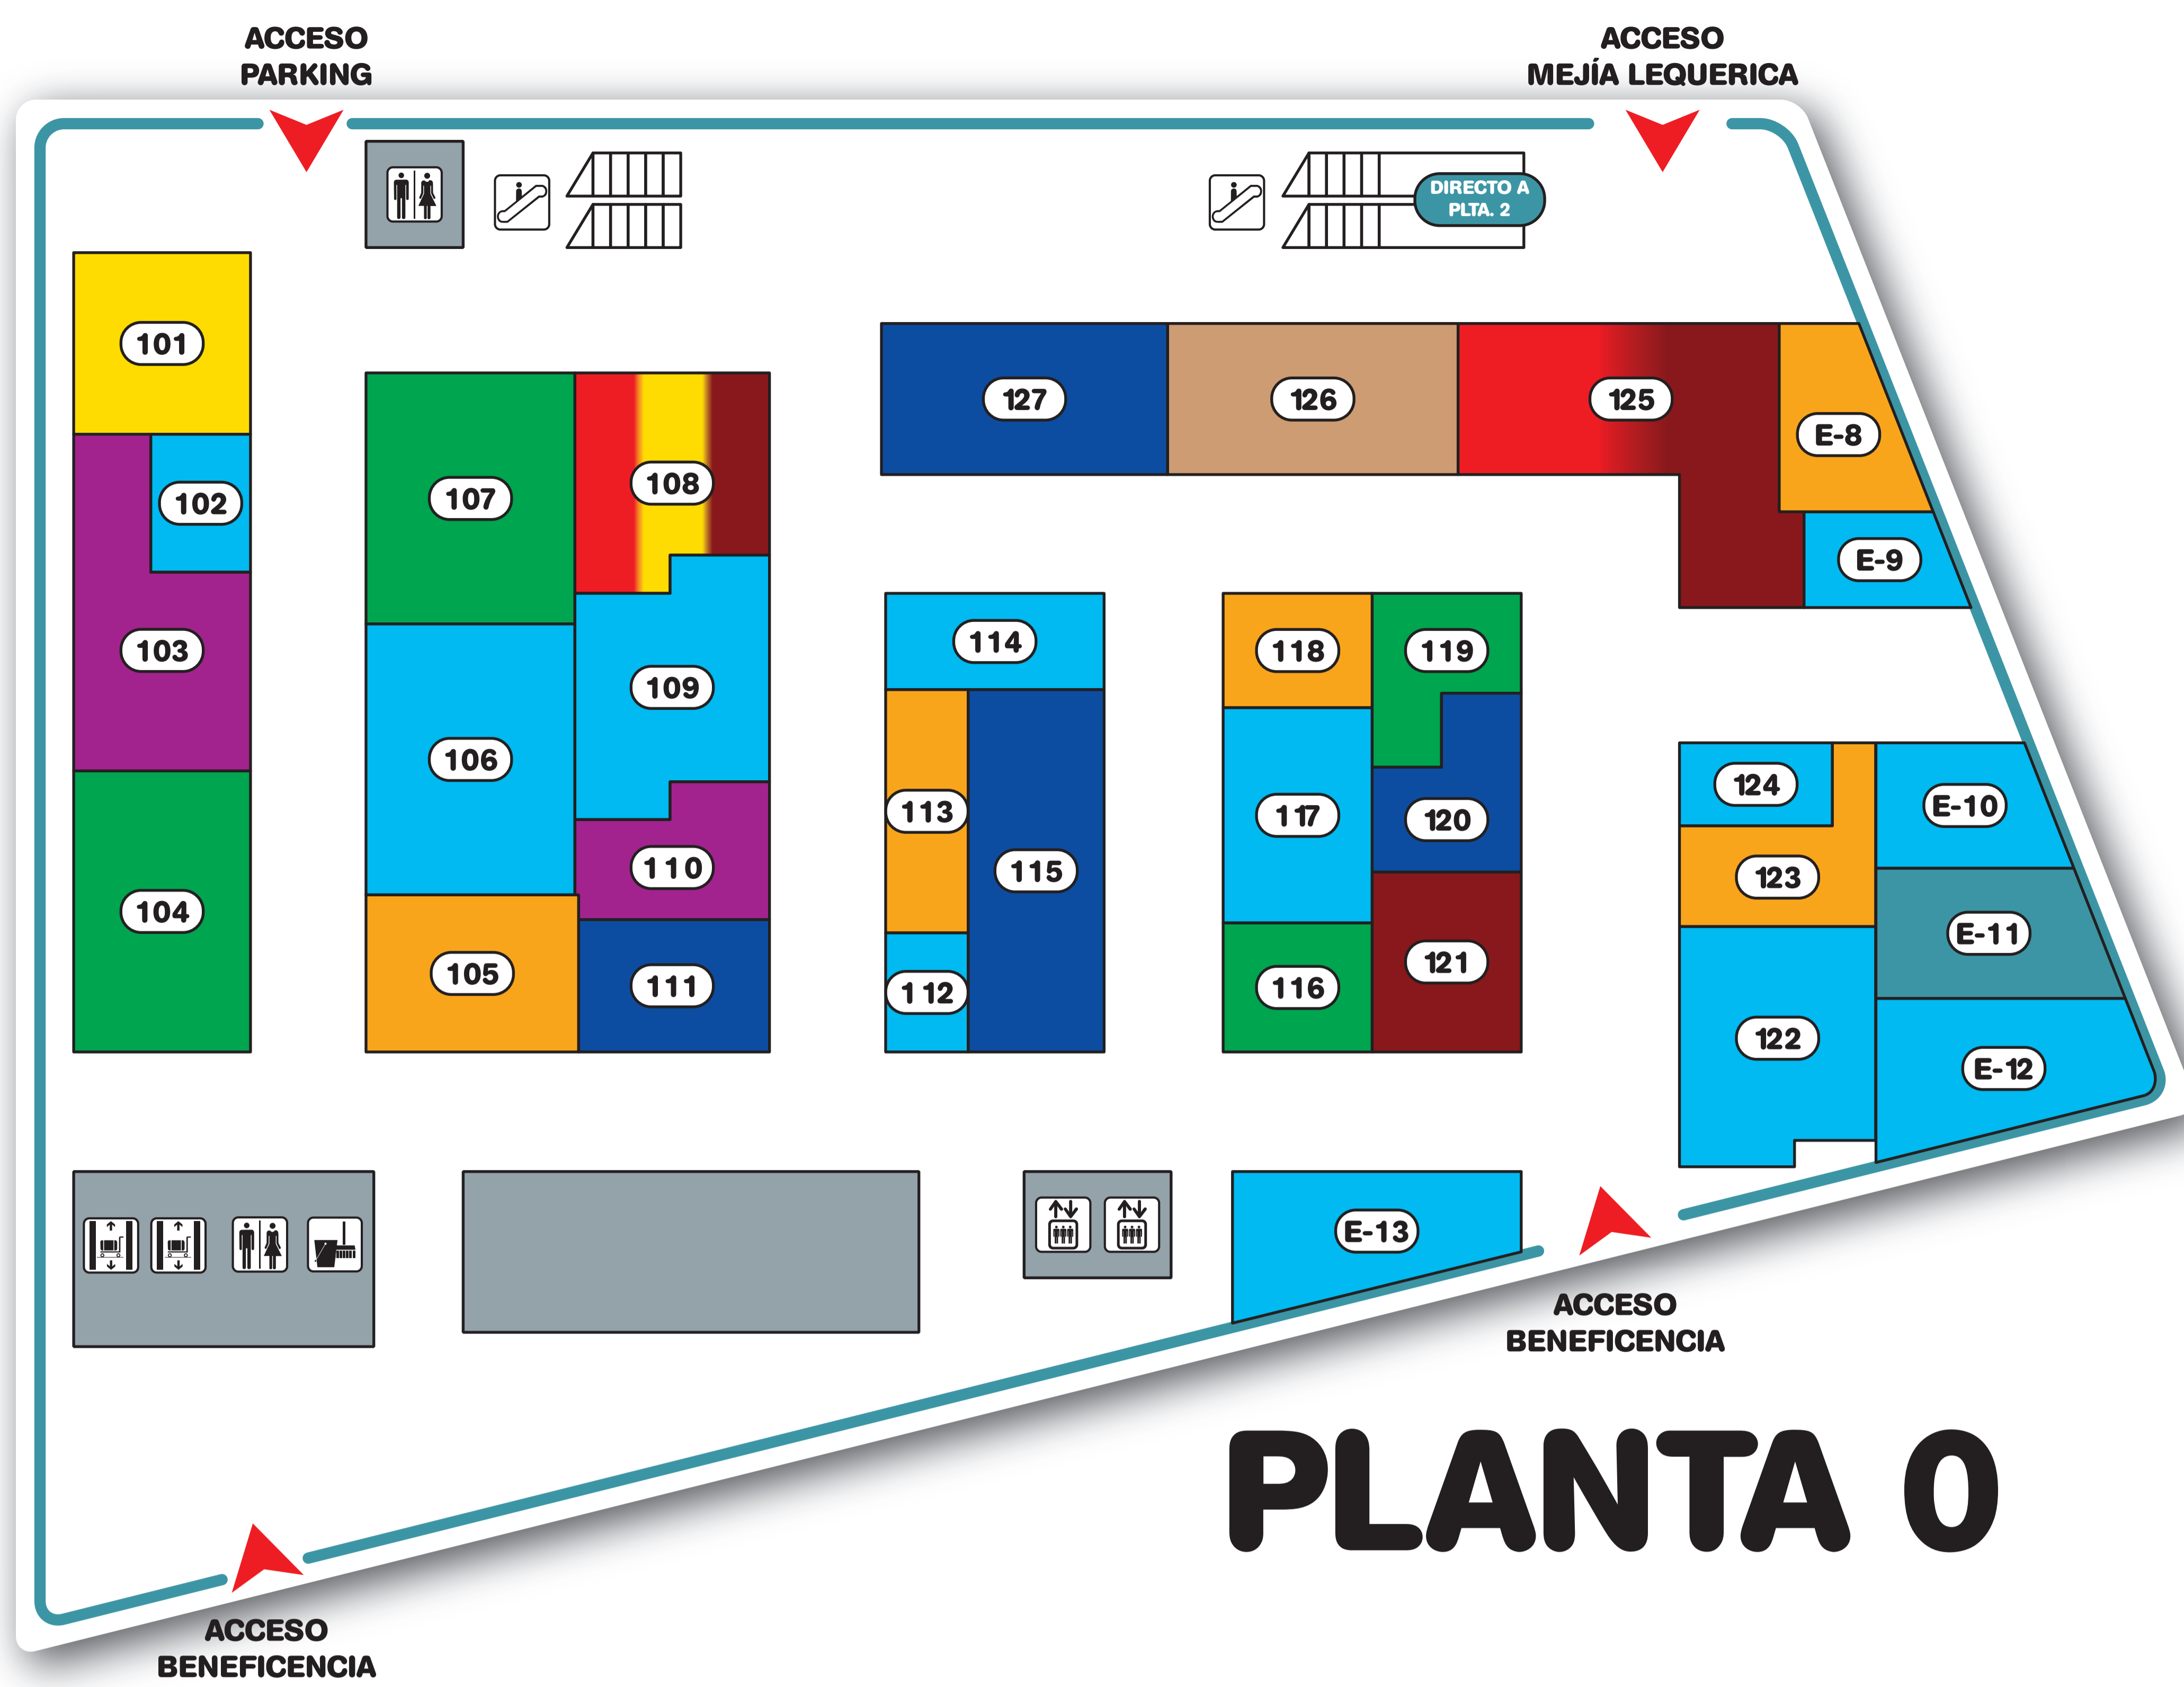 ACCESO
PARKING
ACCESO
MEJÍA LEQUERICA
DIRECTO A
PLTA. 2
101
102
103
104
107
108
109
106
110
105
111
127
126
125
E-8
E-9
114
113
115
112
118
119
117
120
116
121
124
123
122
E-10
E-11
E-12
E-13
ACCESO
BENEFICENCIA
PLANTA 0
ACCESO
BENEFICENCIA